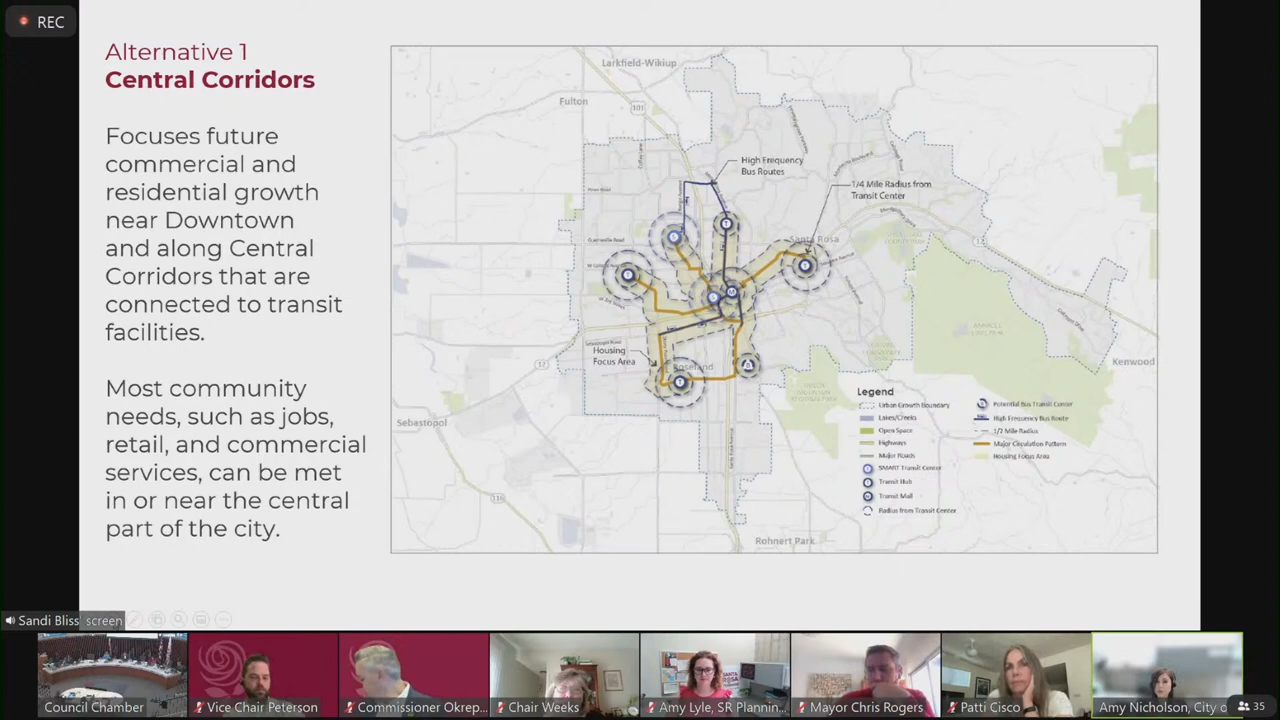 REC
Alternative 1
Central Corridors
Focuses future
commercial and
residential growth
near Downtown
and along Central
Corridors that are
connected to transit
facilities.
Most community
needs, such as jobs,
retail, and commercial
services, can be met
in or near the central
part of the city.
Larkfield-Wikiup
Fulton
101
High Frequency
Bus Routes
1/4 Mile Radius from
Transit Center
Santa Rosa
Guerneville Road
12
Housing
Focus Area
Roseland
12
Kenwood
Sebastopol
116
Rohnert Park
Legend
Urban Growth Boundary
Lakes/Creeks
Open Space
Highways
Major Roads
SMART Transit Center
Transit Hub
Transit Mall
Radius from Transit Center
Potential Bus Transit Center
High Frequency Bus Route
1/2 Mile Radius
Major Circulation Pattern
Housing Focus Area
Sandi Bliss screen
Council Chamber
Vice Chair Peterson
Commissioner Okrep...
Chair Weeks
Amy Lyle, SR Plannin...
Mayor Chris Rogers
Patti Cisco
Amy Nicholson, City o
35